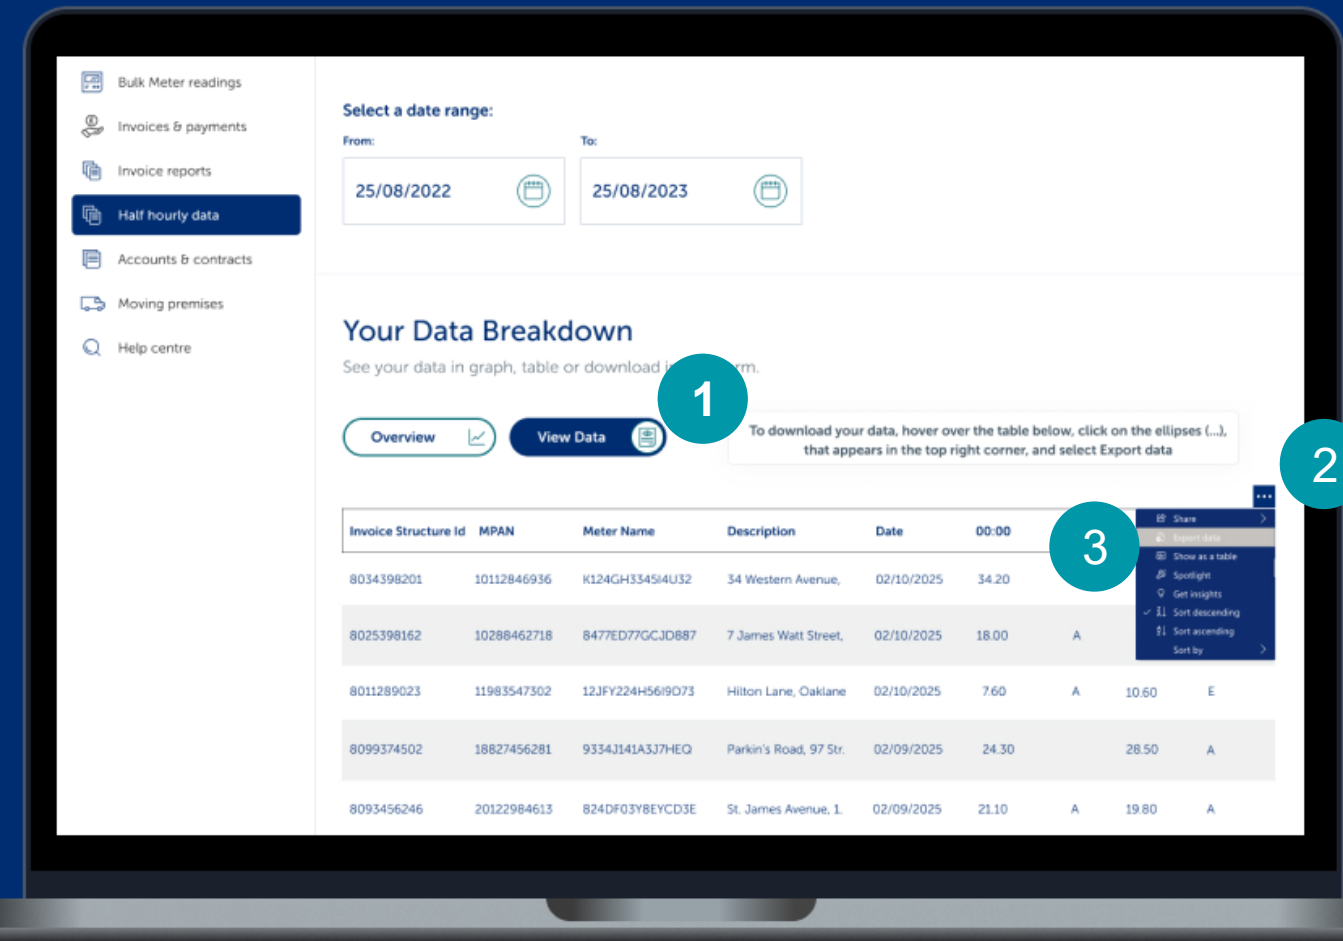 Bulk Meter readings
Invoices & payments
Invoice reports
Half hourly data
Accounts & contracts
Moving premises
Help centre
Select a date range:
From: To:
25/08/2022 25/08/2023
Your Data Breakdown
See your data in graph, table or download
1
Overview View Data
To download your data, hover over the table below, click on the ellipses (...),
that appears in the top right corner, and select Export data
2
...
Invoice Structure Id MPAN Meter Name Description Date 00:00
3
Share
Export data
Show as a table
Spotlight
Get insights
Sort descending
Sort ascending
Sort by
8034398201 10112846936 K124GH3345I4U32 34 Western Avenue, 02/10/2025 34.20
8025398162 10288462718 8477ED77GCJD887 7 James Watt Street, 02/10/2025 18.00 A
8011289023 11983547302 12JFY224H56I9D73 Hilton Lane, Oaklane 02/10/2025 7.60 A 10.60 E
8099374502 18827456281 9334J141A3J7HEQ Parkin's Road, 97 Str. 02/09/2025 24.30 28.50 A
8093456246 20122984613 824DF03Y8EYCD3E St. James Avenue, 1. 02/09/2025 21.10 A 19.80 A